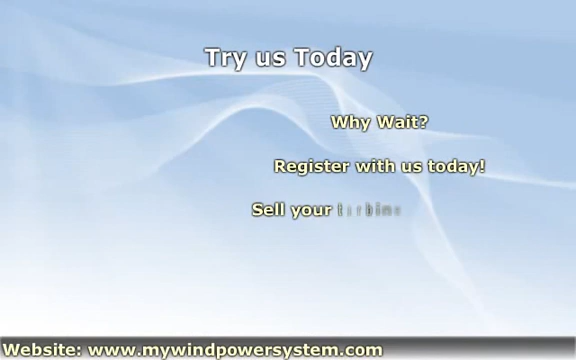 Try us Today
Why Wait?
Register with us today!
Sell your
Website: www.mywindpowersystem.com